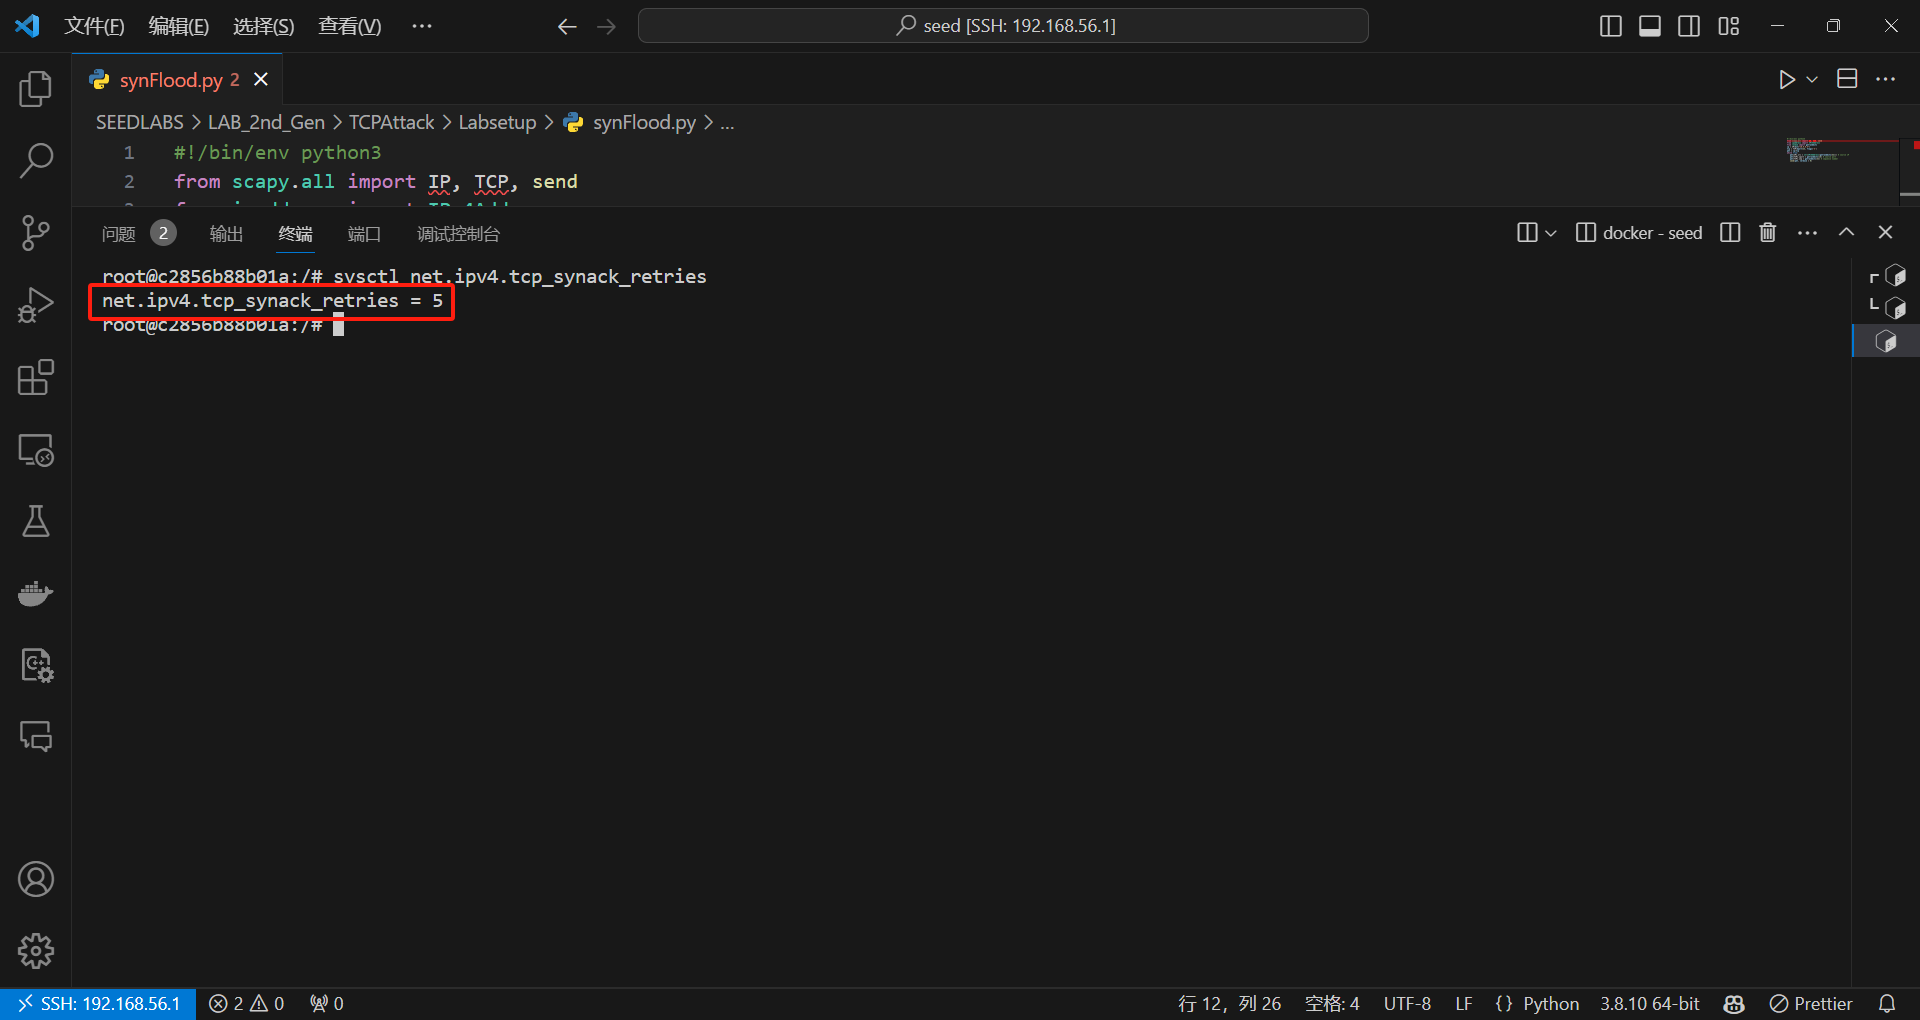 文件(F) 编辑(E) 选择(S) 查看(V) ··· seed [SSH: 192.168.56.1]
synFlood.py 2
SEEDLABS > LAB_2nd_Gen > TCPAttack > Labsetup > synFlood.py > ...
1 #!/bin/env python3
2 from scapy.all import IP, TCP, send
问题 2 输出 终端 端口 调试控制台 docker - seed
root@c2856b88b01a:/# sysctl net.ipv4.tcp_synack_retries
net.ipv4.tcp_synack_retries = 5
root@c2856b88b01a:/#
SSH: 192.168.56.1 2 0 0 行 12, 列 26 空格: 4 UTF-8 LF {} Python 3.8.10 64-bit Prettier